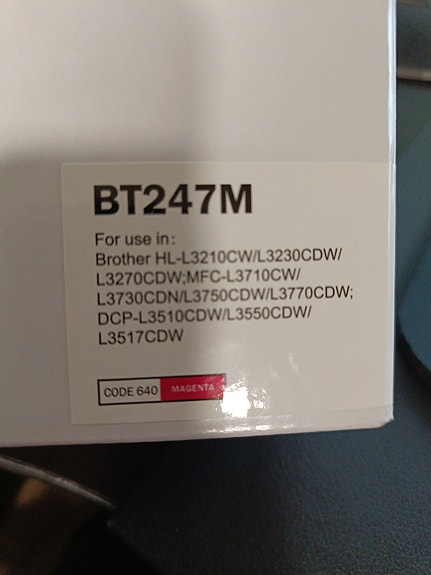 BT247M
For use in:
Brother HL-L3210CW/L3230CDW/
L3270CDW;MFC-L3710CW/
L3730CDN/L3750CDW/L3770CDW;
DCP-L3510CDW/L3550CDW/
L3517CDW
CODE 640 MAGENTA